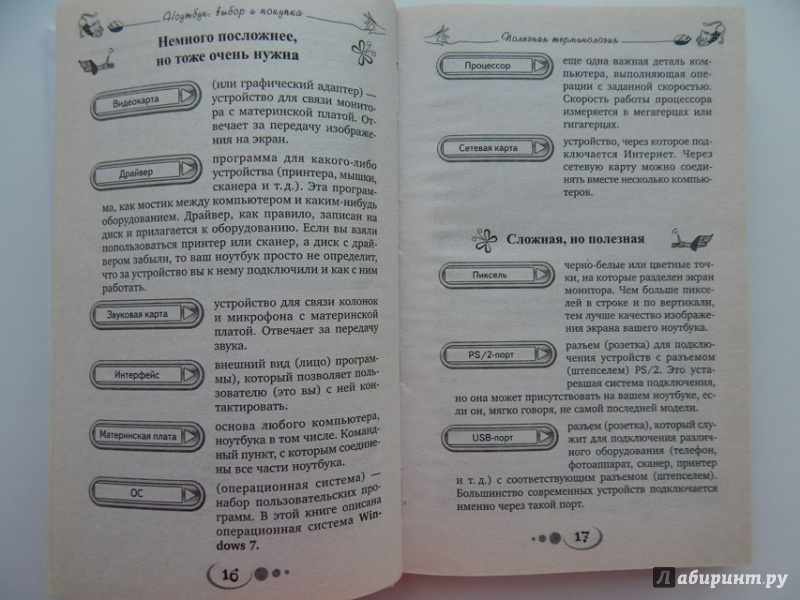 Ноутбук: выбор и покупка
Немного посложнее,
но тоже очень нужна
Видеокарта
(или графический адаптер) —
устройство для связи монито-
ра с материнской платой. От-
вечает за передачу изображе-
ния на экран.
Драйвер
программа для какого-либо
устройства (принтера, мышки,
сканера и т. д.). Эта програм-
ма, как мостик между компьютером и каким-нибудь
оборудованием. Драйвер, как правило, записан на
диск и прилагается к оборудованию. Если вы взяли
попользоваться принтер или сканер, а диск с драй-
вером забыли, то ваш ноутбук просто не определит,
что за устройство вы к нему подключили и как с ним
работать.
Звуковая карта
устройство для связи колонок
и микрофона с материнской
платой. Отвечает за передачу
звука.
Интерфейс
внешний вид (лицо) програм-
мы), который позволяет поль-
зователю (это вы) с ней кон-
тактировать.
Материнская плата
основа любого компьютера,
ноутбука в том числе. Команд-
ный пункт, с которым соедине-
ны все части ноутбука.
ОС
(операционная система) —
набор пользовательских про-
грамм. В этой книге описана
операционная система Win-
dows 7.
16
Полезная терминология
Процессор
еще одна важная деталь ком-
пьютера, выполняющая опера-
ции с заданной скоростью.
Скорость работы процессора
измеряется в мегагерцах или
гигагерцах.
Сетевая карта
устройство, через которое под-
ключается Интернет. Через
сетевую карту можно соеди-
нять вместе несколько компью-
теров.
Сложная, но полезная
Пиксель
черно-белые или цветные точ-
ки, на которые разделен экран
монитора. Чем больше пиксе-
лей в строке и по вертикали,
тем лучше качество изображе-
ния экрана вашего ноутбука.
PS/2-порт
разъем (розетка) для подклю-
чения устройств с разъемом
(штепселем) PS/2. Это уста-
ревшая система подключения,
но она может присутствовать на вашем ноутбуке, ес-
ли он, мягко говоря, не самой последней модели.
USB-порт
разъем (розетка), который слу-
жит для подключения различ-
ного оборудования (телефон,
фотоаппарат, сканер, принтер
и т. д.) с соответствующим разъемом (штепселем).
Большинство современных устройств подключается
именно через такой порт.
17
Лабиринт.ру